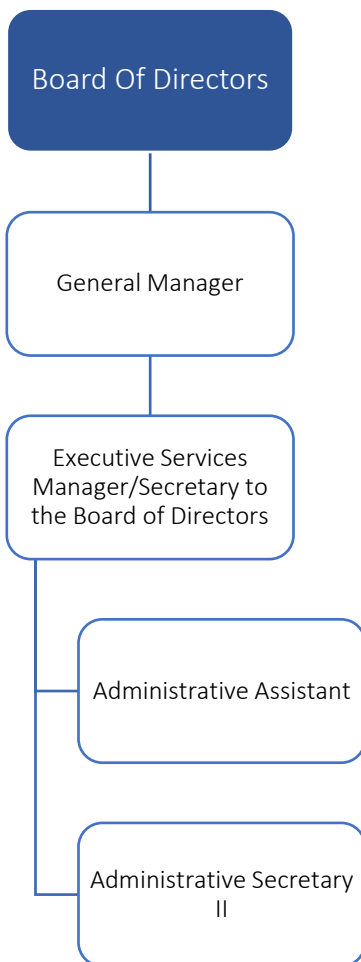 Board Of Directors
General Manager
Executive Services
Manager/Secretary to
the Board of Directors
Administrative Assistant
Administrative Secretary
II